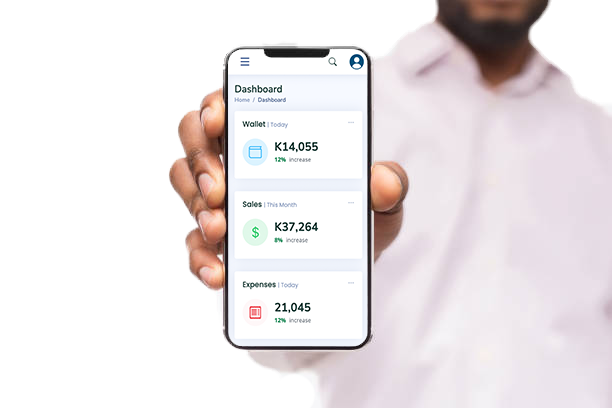 Dashboard
Home / Dashboard
Wallet | Today
K14,055
12% increase
Sales | This Month
$
K37,264
8% increase
Expenses | Today
21,045
12% increase